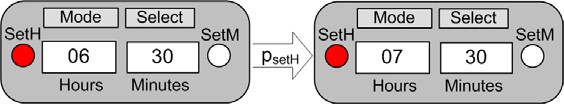 Mode Select
SetH SetM
06 30
Hours Minutes
psetH
Mode Select
SetH SetM
07 30
Hours Minutes